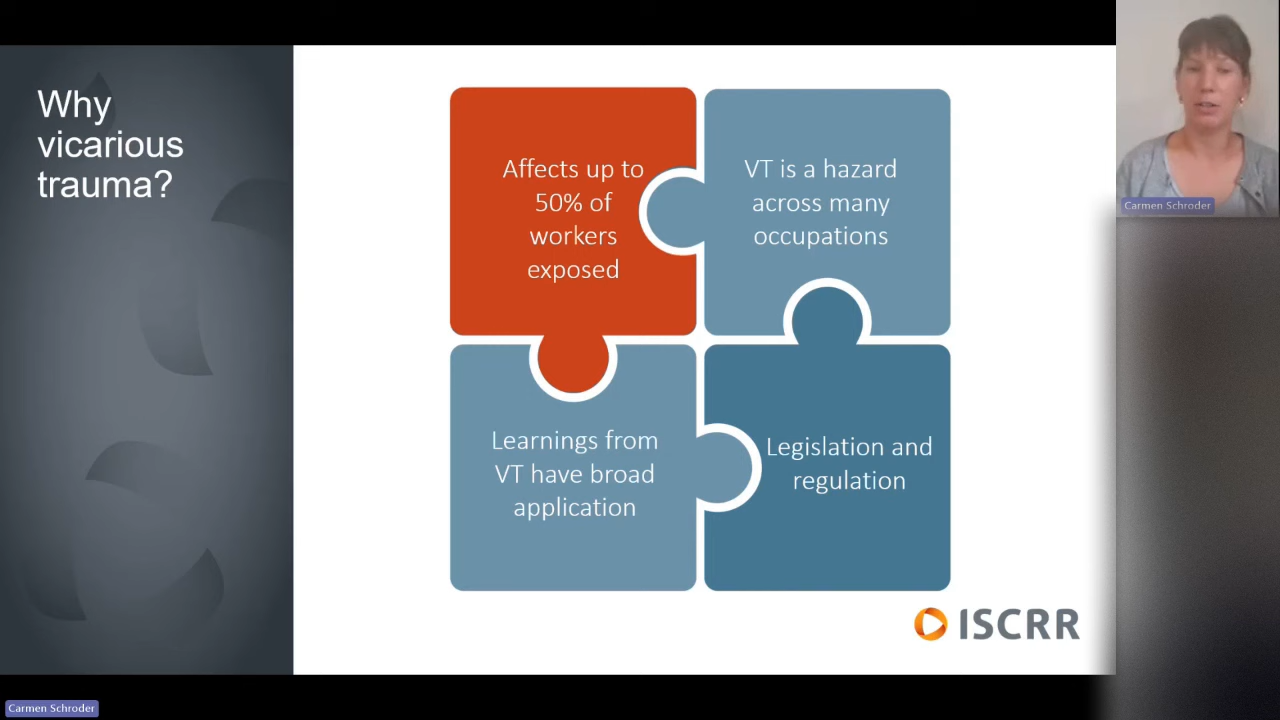 Why
vicarious
trauma?
Affects up to
50% of
workers
exposed
VT is a hazard
across many
occupations
Learnings from
VT have broad
application
Legislation and
regulation
ISCRR
Carmen Schroder
Carmen Schroder